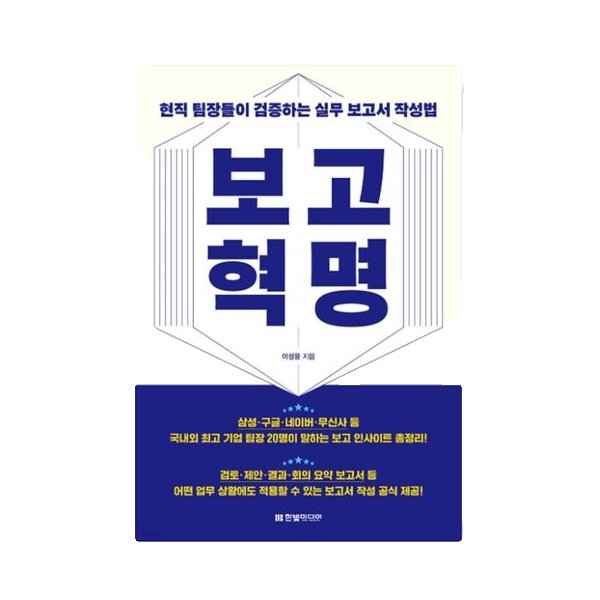 현직 팀장들이 검증하는 실무 보고서 작성법
보고
혁명
이성윤 지음
삼성·구글·네이버·무신사 등
국내외 최고 기업 팀장 20명이 말하는 보고 인사이트 총정리!
검토·제안·결과·회의 요약 보고서 등
어떤 업무 상황에도 적용할 수 있는 보고서 작성 공식 제공!
한빛미디어